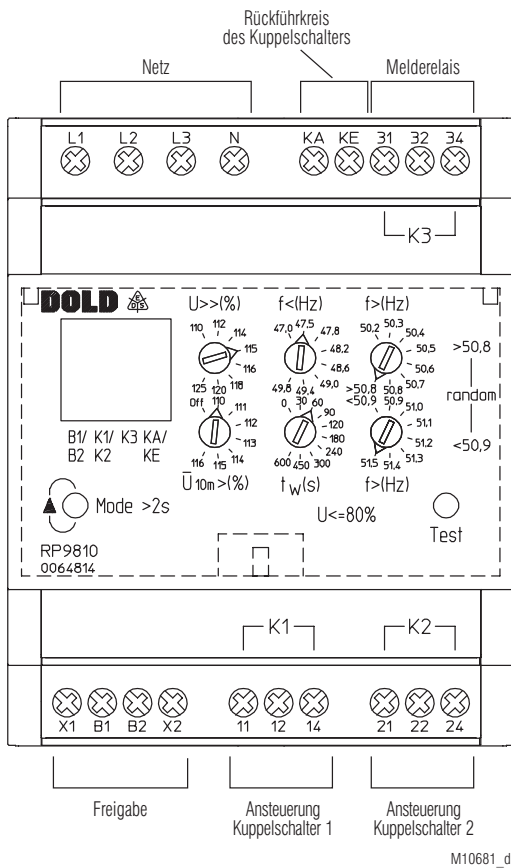 Rückführkreis
des Kuppelschalters
Netz
Melderelais
L1 L2 L3 N KA KE 31 32 34
K3
DOLD
U>>(%) f<(Hz) f>(Hz)
110 112 114 115 116 118 120 125
47,0 47,5 47,8 48,2 48,6 49,0 49,4 49,8
50,2 50,3 50,4 50,5 50,6 50,7 50,8 >50,8
>50,8
random
<50,9
Off 110 111 112 113 114 115 116
0 30 60 90 120 180 240 300 450 600
<50,9 50,9 51,0 51,1 51,2 51,3 51,4 51,5
B1/ K1/ K3 KA/
B2 K2 KE
Ū10m>(%) tW(s) f>(Hz)
Mode >2s
U<=80%
Test
RP9810
0064814
K1 K2
X1 B1 B2 X2 11 12 14 21 22 24
Freigabe
Ansteuerung
Kuppelschalter 1
Ansteuerung
Kuppelschalter 2
M10681_d